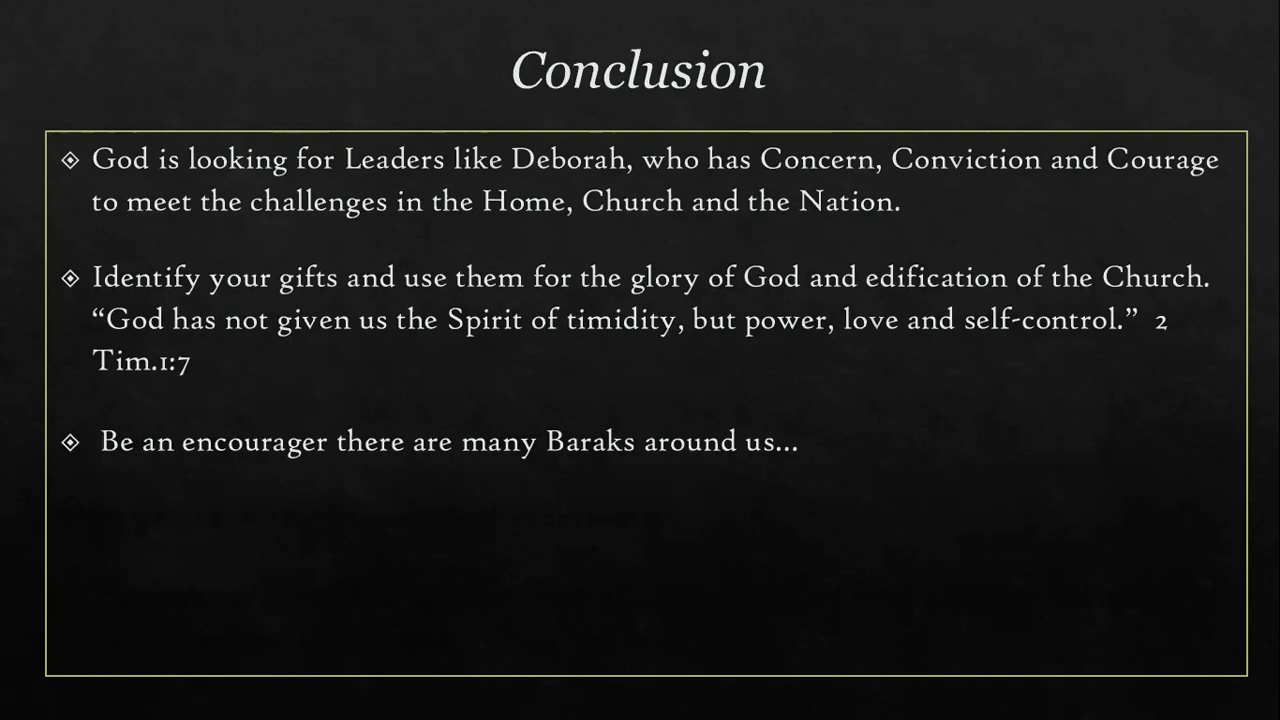 Conclusion
God is looking for Leaders like Deborah, who has Concern, Conviction and Courage
to meet the challenges in the Home, Church and the Nation.
Identify your gifts and use them for the glory of God and edification of the Church.
“God has not given us the Spirit of timidity, but power, love and self-control.” 2
Tim.1:7
Be an encourager there are many Baraks around us...